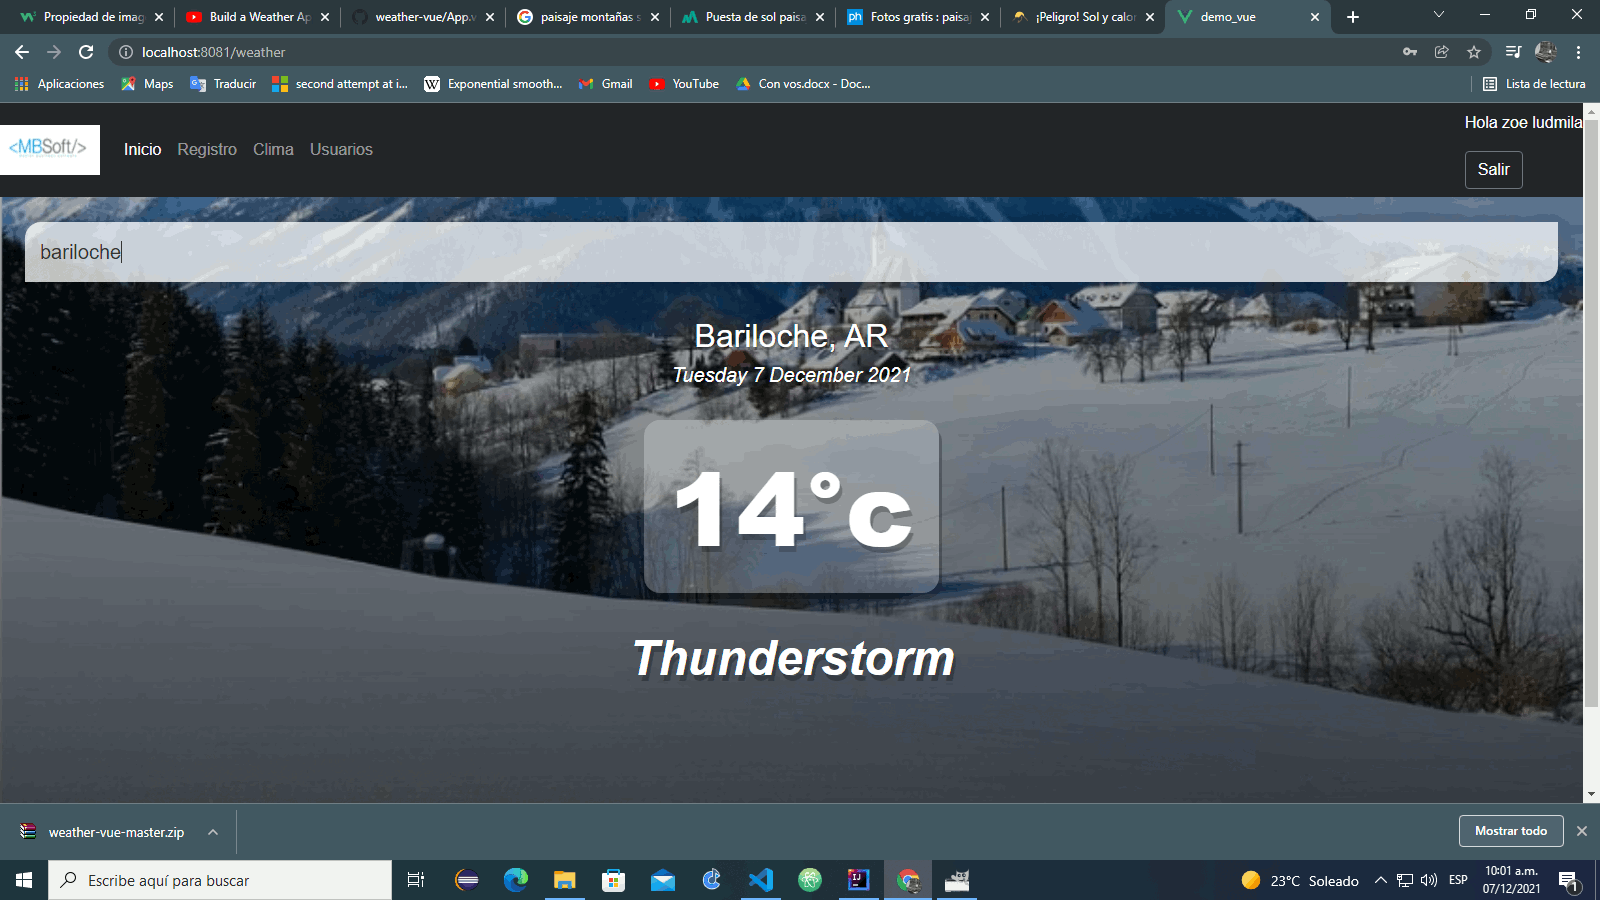 Propiedad de imag
Build a Weather Ap
weather-vue/App.v
paisaje montañas s
Puesta de sol paisa
Fotos gratis : paisaj
¡Peligro! Sol y calor
demo_vue
localhost:8081/weather
Aplicaciones
Maps
Traducir
second attempt at i...
Exponential smooth...
Gmail
YouTube
Con vos.docx - Doc...
Lista de lectura
<MBSoft/>
Inicio
Registro
Clima
Usuarios
Hola zoe ludmila
Salir
bariloche
Bariloche, AR
Tuesday 7 December 2021
14°c
Thunderstorm
weather-vue-master.zip
Mostrar todo
Escribe aquí para buscar
23°C Soleado
ESP
10:01 a.m.
07/12/2021
1